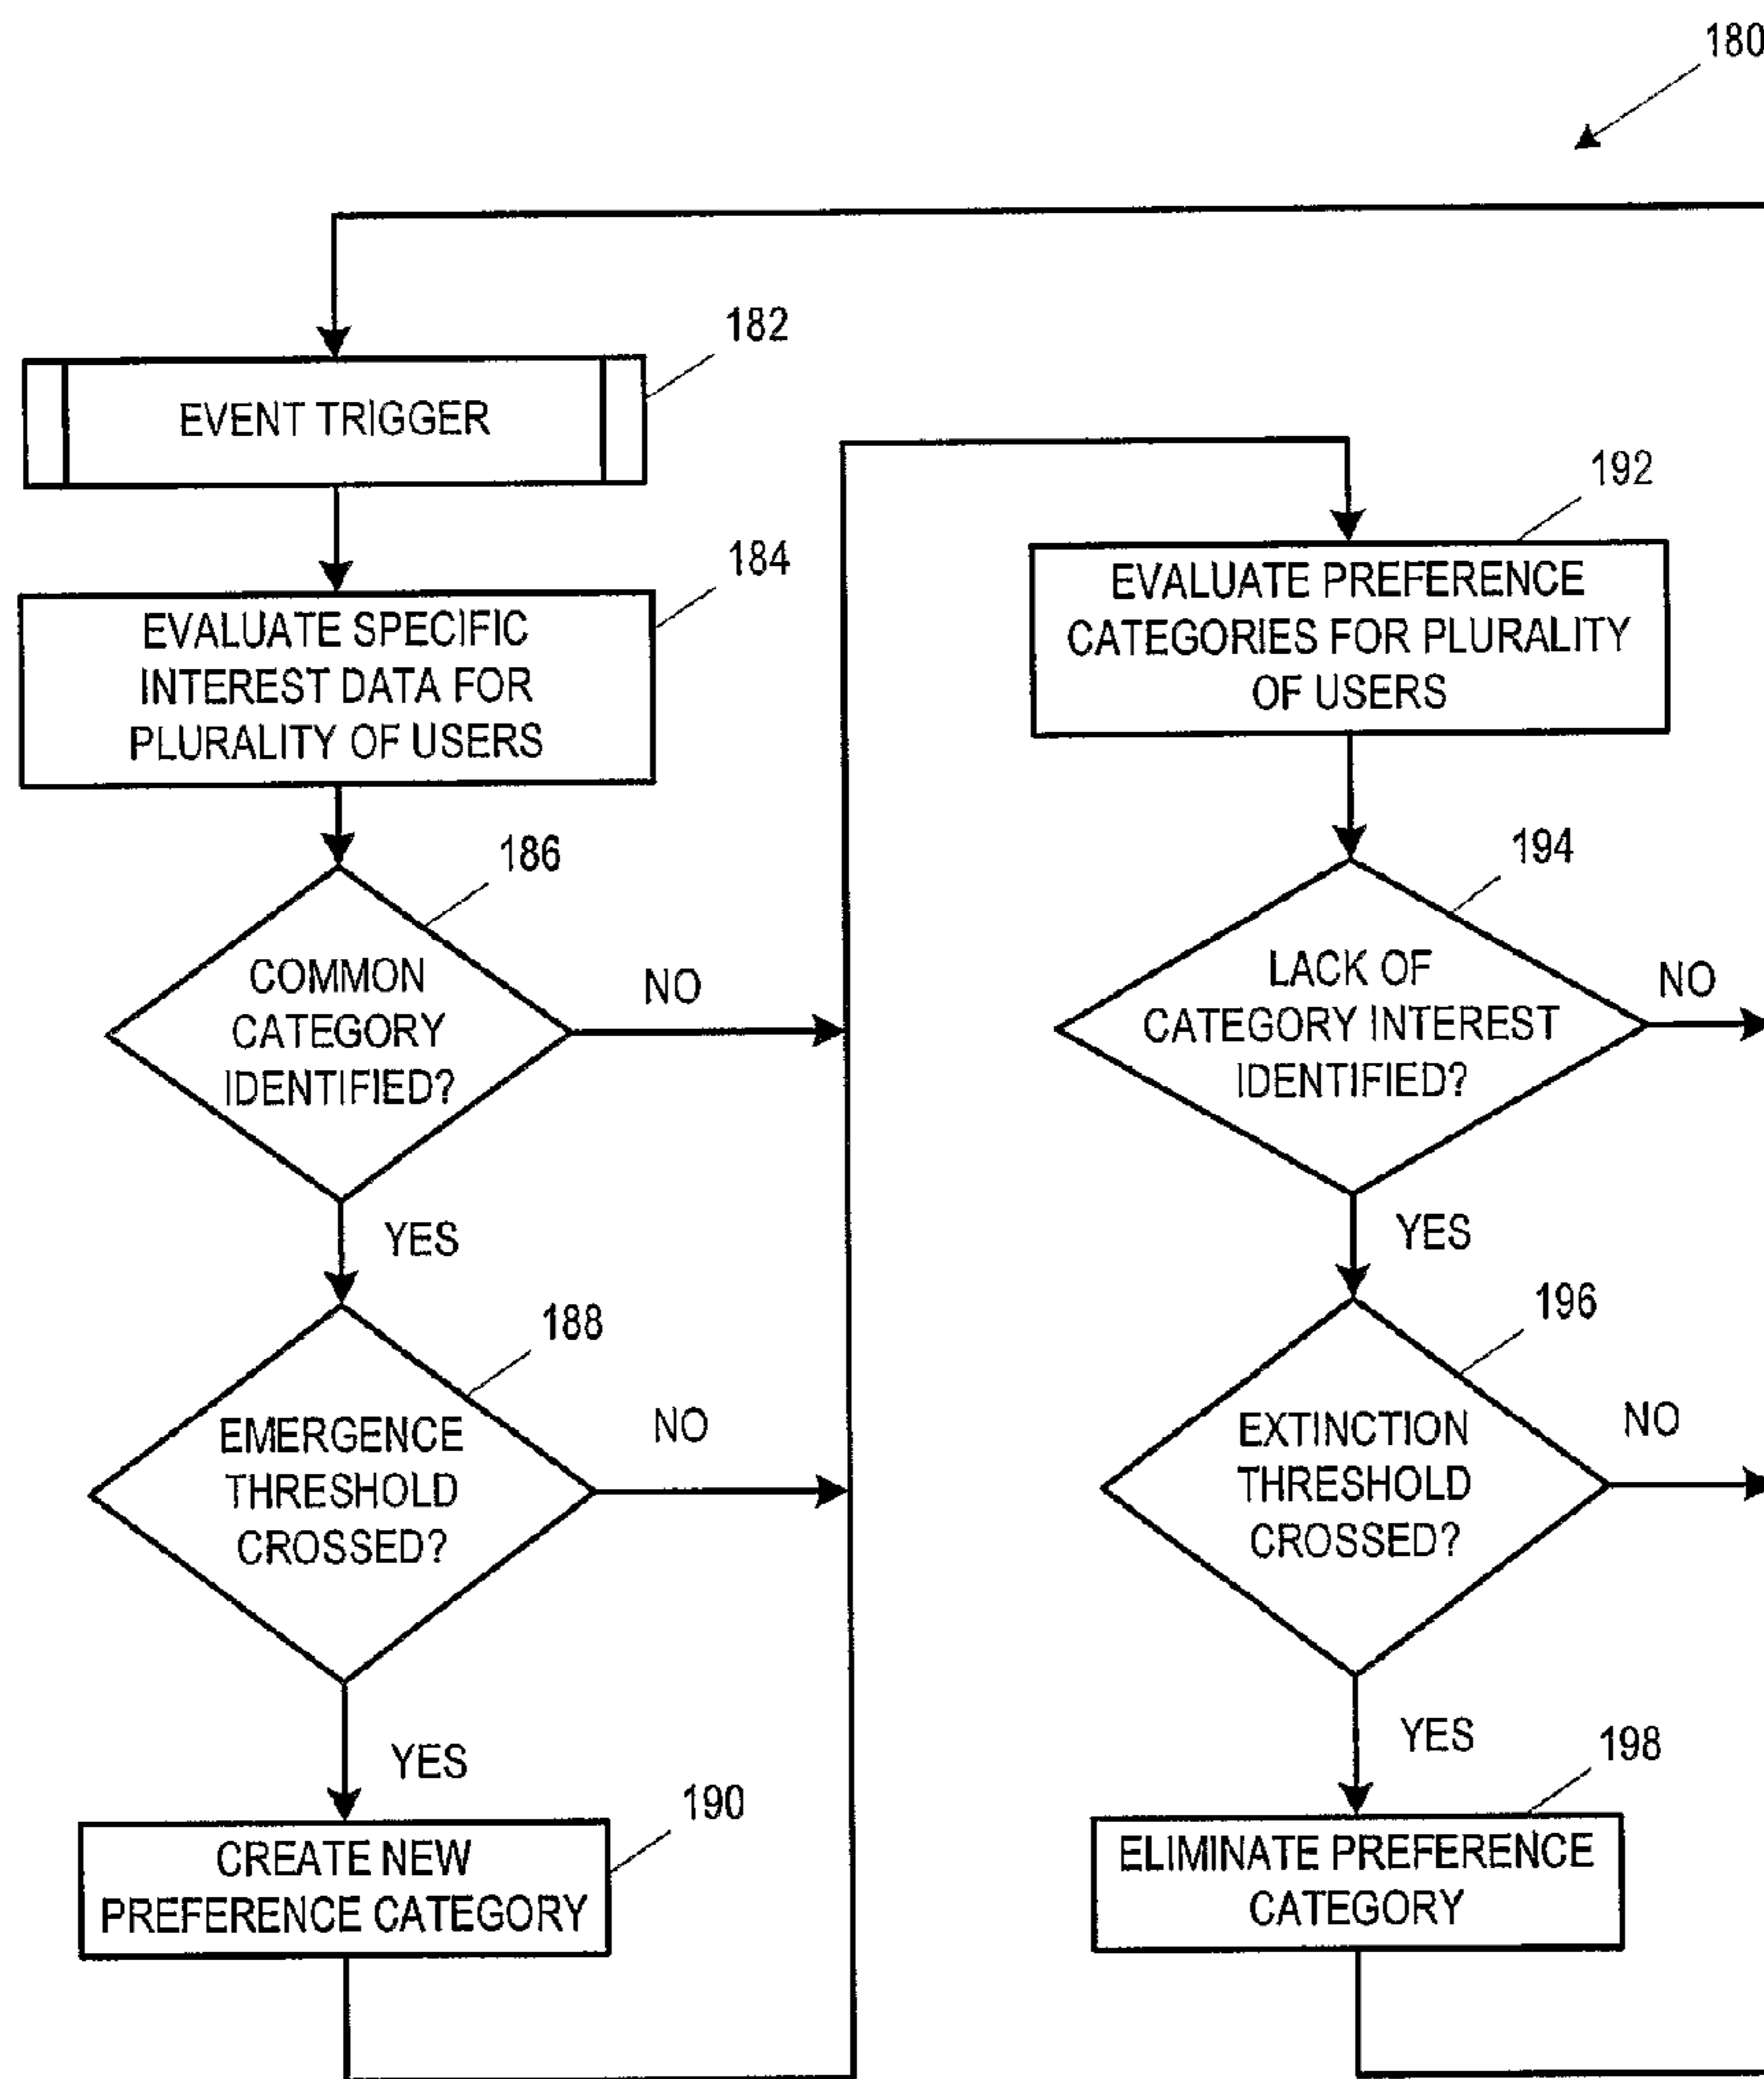 180
182
EVENT TRIGGER
184
EVALUATE SPECIFIC
INTEREST DATA FOR
PLURALITY OF USERS
186
COMMON
CATEGORY
IDENTIFIED?
NO
YES
188
EMERGENCE
THRESHOLD
CROSSED?
NO
YES
190
CREATE NEW
PREFERENCE CATEGORY
192
EVALUATE PREFERENCE
CATEGORIES FOR PLURALITY
OF USERS
194
LACK OF
CATEGORY INTEREST
IDENTIFIED?
NO
YES
196
EXTINCTION
THRESHOLD
CROSSED?
NO
YES
198
ELIMINATE PREFERENCE
CATEGORY